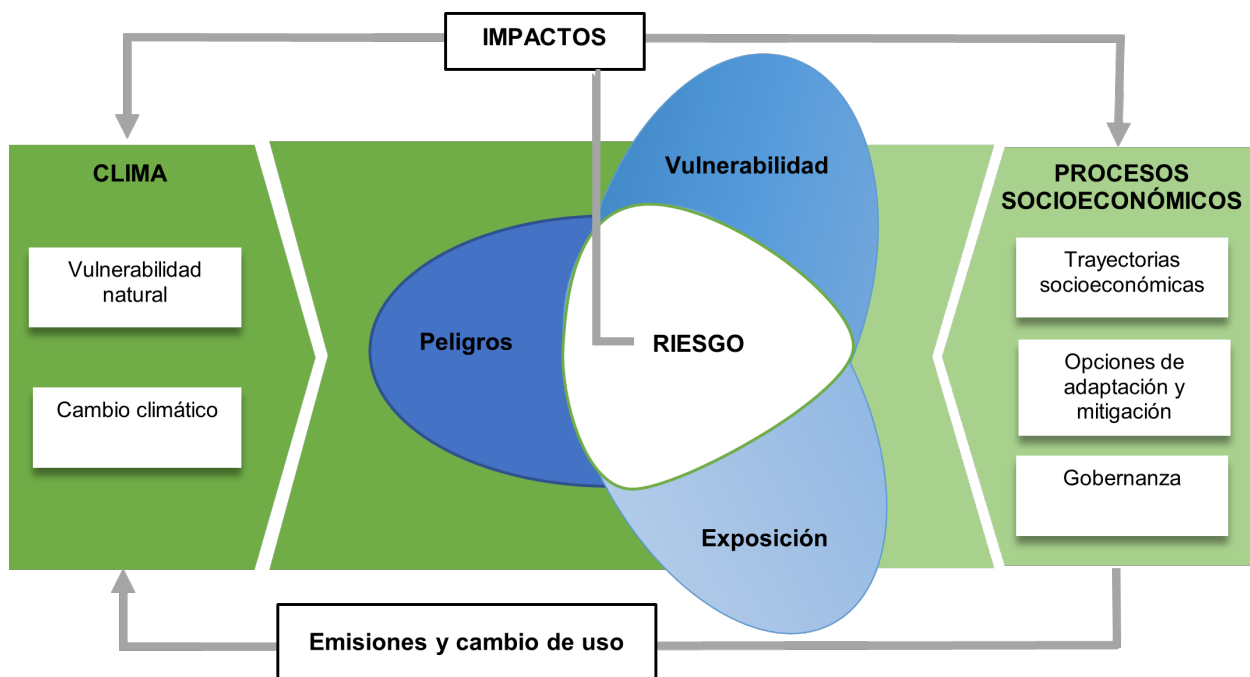 IMPACTOS
CLIMA
Vulnerabilidad
natural
Cambio climático
Vulnerabilidad
Peligros
RIESGO
Exposición
PROCESOS
SOCIOECONÓMICOS
Trayectorias
socioeconómicas
Opciones de
adaptación y
mitigación
Gobernanza
Emisiones y cambio de uso